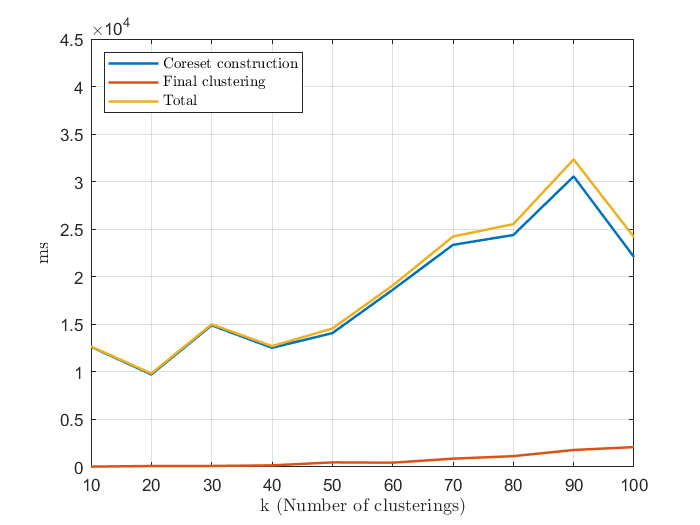 ×10⁴
4.5
4
3.5
3
2.5
2
1.5
1
0.5
0
ms
Coreset construction
Final clustering
Total
10 20 30 40 50 60 70 80 90 100
k (Number of clusterings)